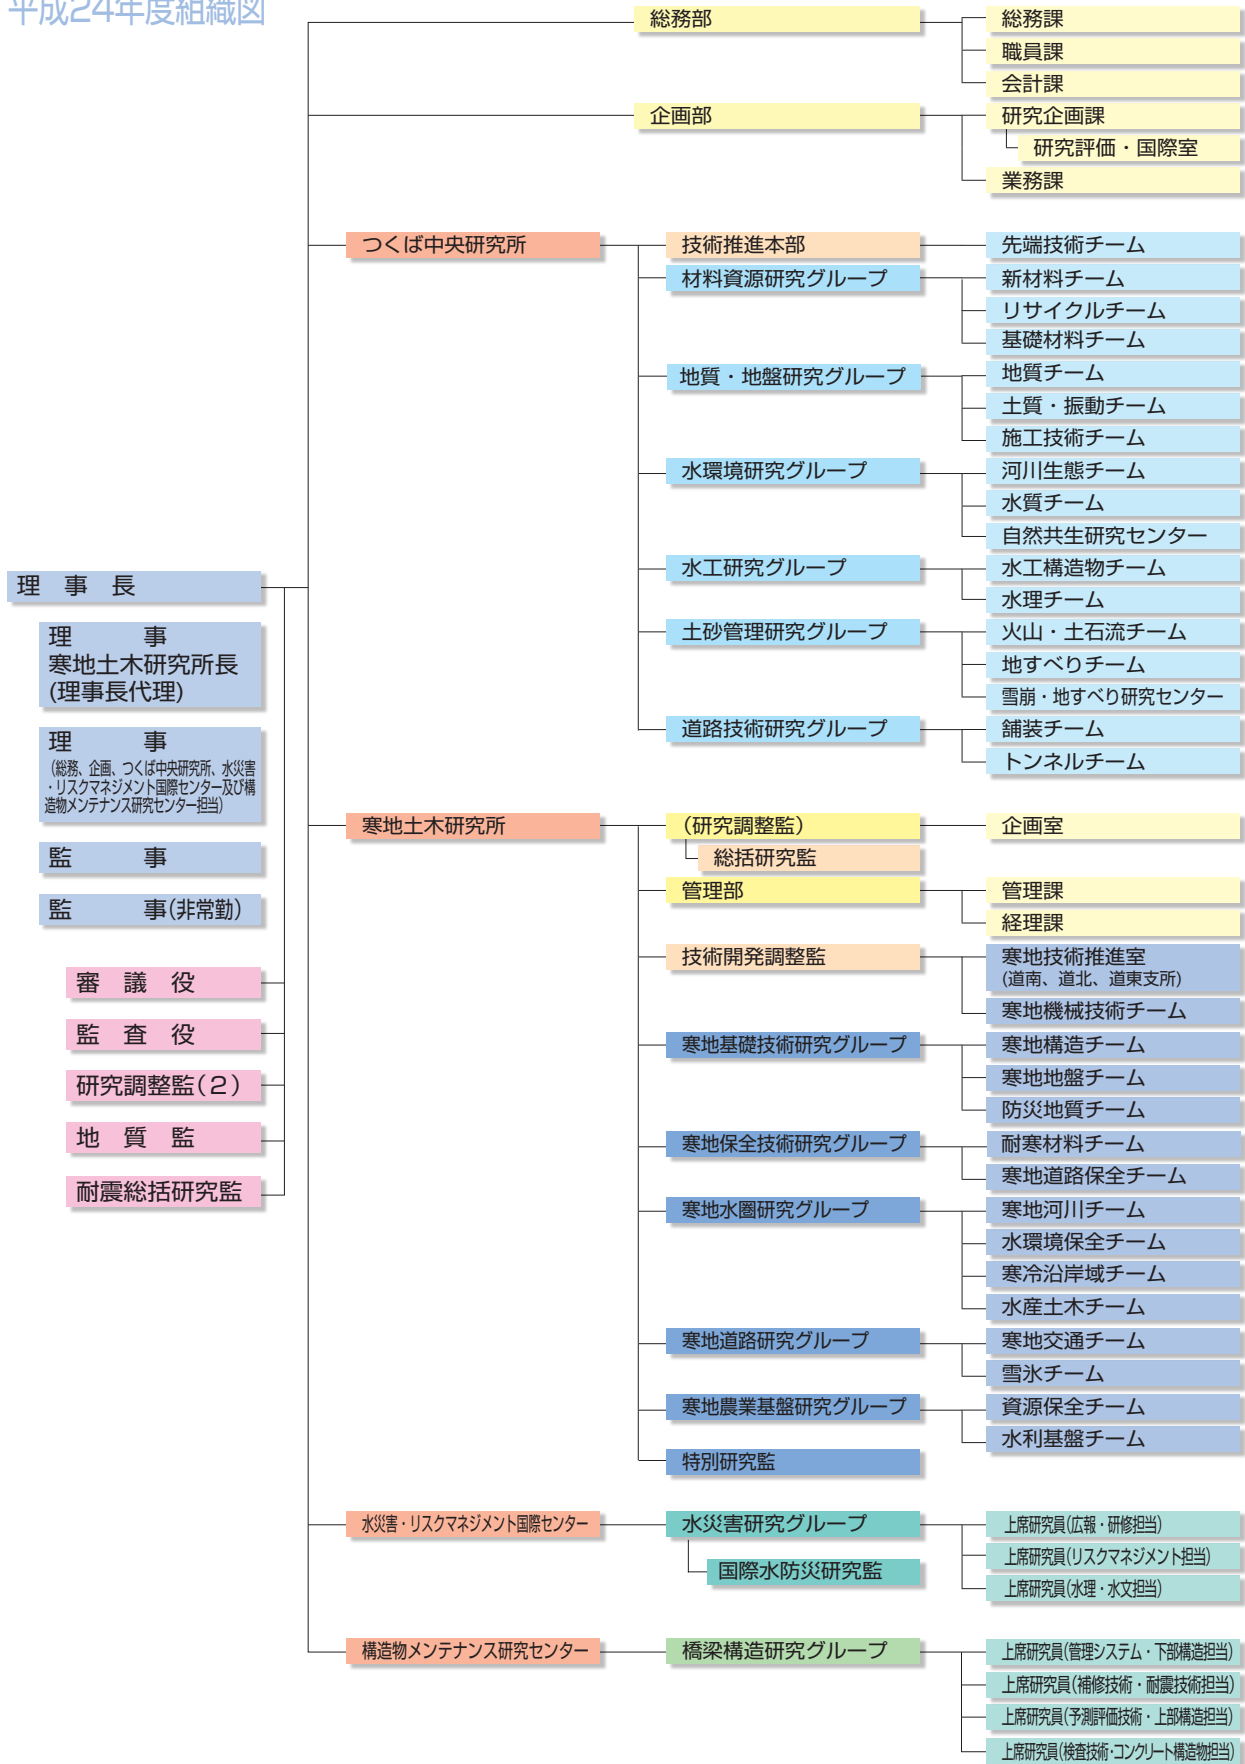 平成24年度組織図
総務部
総務課
職員課
会計課
企画部
研究企画課
研究評価・国際室
業務課
つくば中央研究所
技術推進本部
先端技術チーム
材料資源研究グループ
新材料チーム
リサイクルチーム
基礎材料チーム
地質・地盤研究グループ
地質チーム
土質・振動チーム
施工技術チーム
水環境研究グループ
河川生態チーム
水質チーム
自然共生研究センター
水工研究グループ
水工構造物チーム
水理チーム
土砂管理研究グループ
火山・土石流チーム
地すべりチーム
雪崩・地すべり研究センター
道路技術研究グループ
舗装チーム
トンネルチーム
理 事 長
理 事
寒地土木研究所長
(理事長代理)
理 事
(総務、企画、つくば中央研究所、水災害
・リスクマネジメント国際センター及び構
造物メンテナンス研究センター担当)
監 事
監 事(非常勤)
審 議 役
監 査 役
研究調整監(2)
地 質 監
耐震総括研究監
寒地土木研究所
(研究調整監)
企画室
総括研究監
管理部
管理課
経理課
技術開発調整監
寒地技術推進室
(道南、道北、道東支所)
寒地機械技術チーム
寒地基礎技術研究グループ
寒地構造チーム
寒地地盤チーム
防災地質チーム
寒地保全技術研究グループ
耐寒材料チーム
寒地道路保全チーム
寒地水圏研究グループ
寒地河川チーム
水環境保全チーム
寒冷沿岸域チーム
水産土木チーム
寒地道路研究グループ
寒地交通チーム
雪氷チーム
寒地農業基盤研究グループ
資源保全チーム
水利基盤チーム
特別研究監
水災害・リスクマネジメント国際センター
水災害研究グループ
国際水防災研究監
上席研究員(広報・研修担当)
上席研究員(リスクマネジメント担当)
上席研究員(水理・水文担当)
構造物メンテナンス研究センター
橋梁構造研究グループ
上席研究員(管理システム・下部構造担当)
上席研究員(補修技術・耐震技術担当)
上席研究員(予測評価技術・上部構造担当)
上席研究員(検査技術・コンクリート構造物担当)